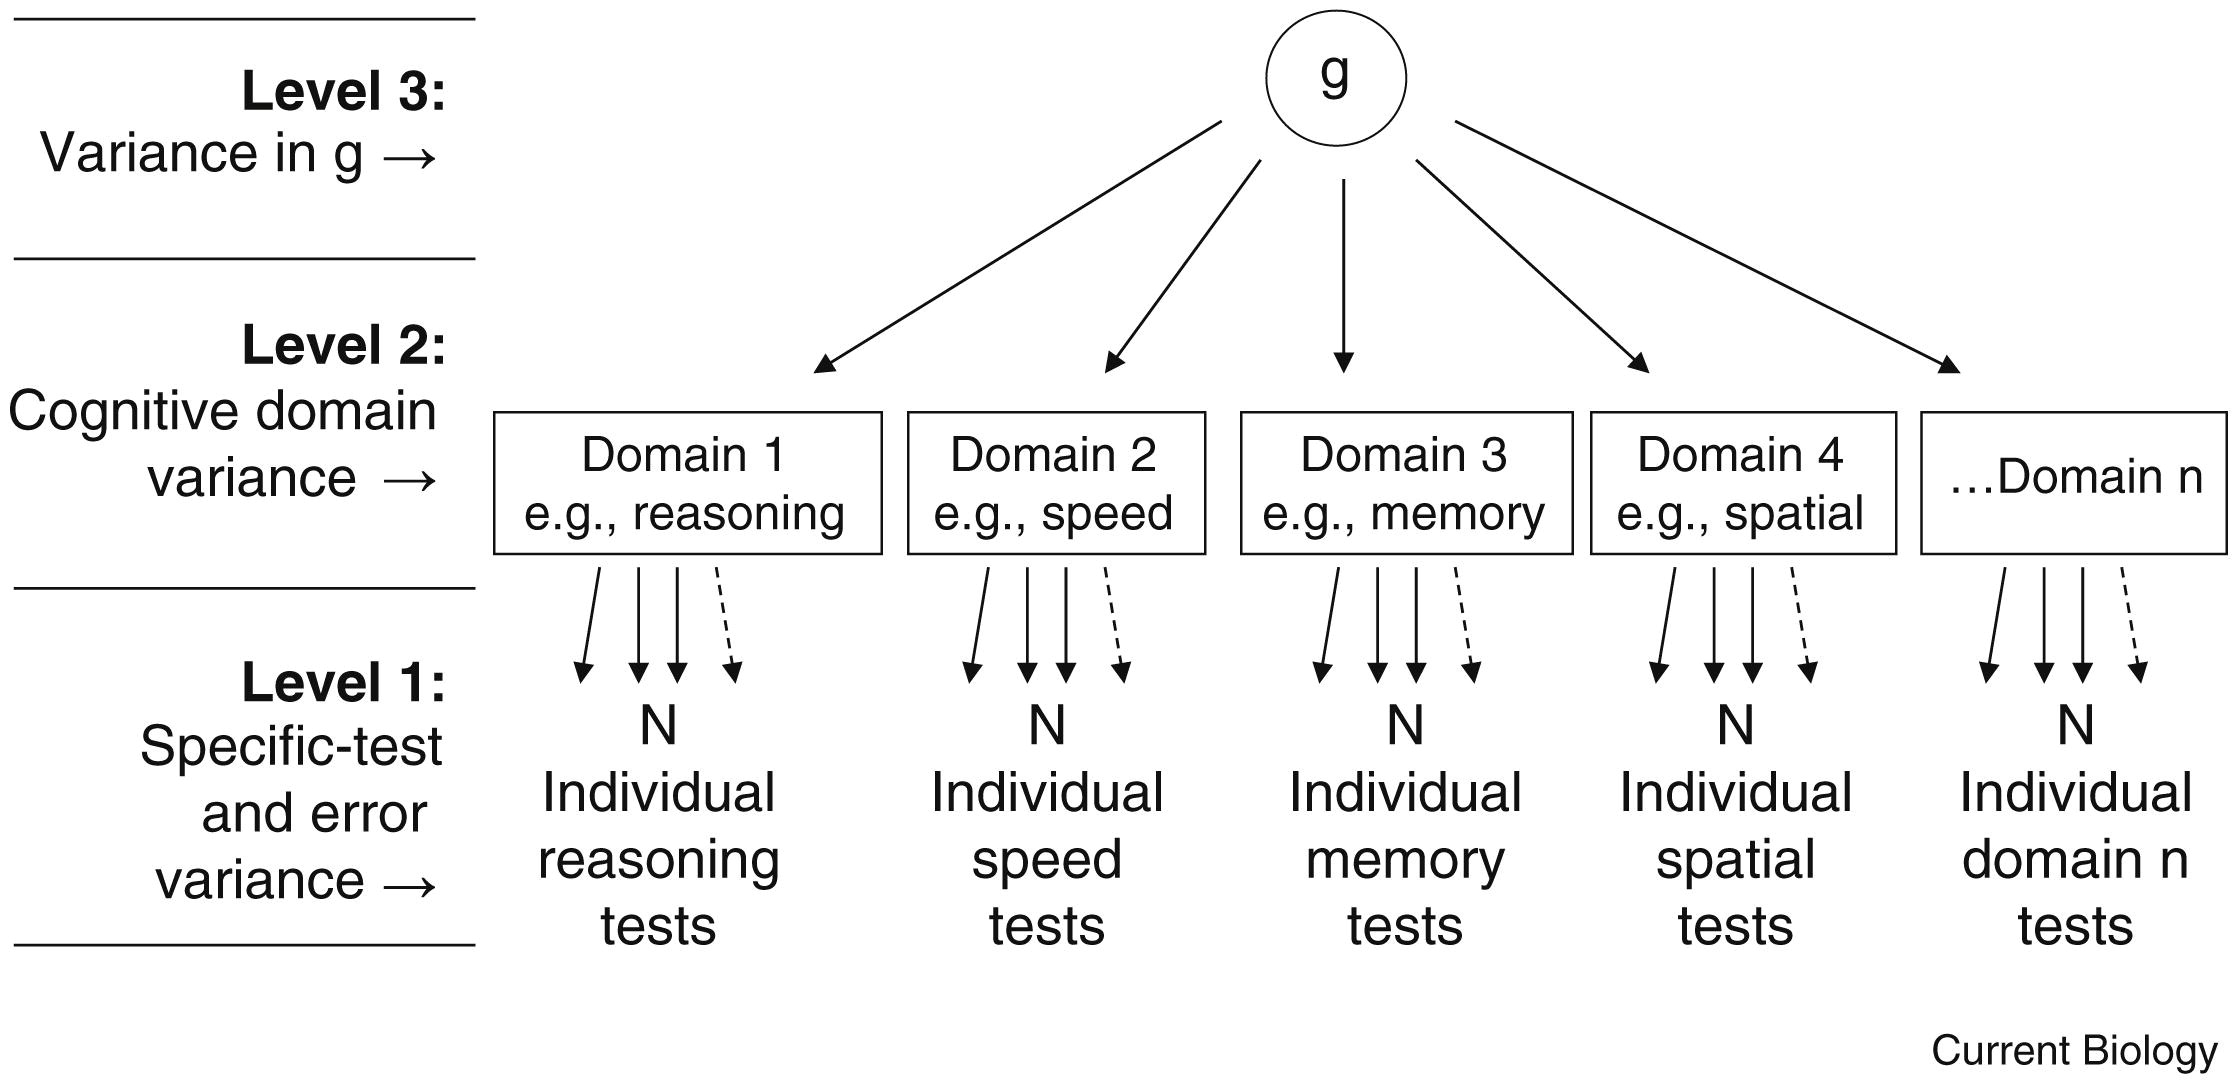 Level 3:
Variance in g →
g
Level 2:
Cognitive domain
variance →
Domain 1
e.g., reasoning
Domain 2
e.g., speed
Domain 3
e.g., memory
Domain 4
e.g., spatial
...Domain n
Level 1:
Specific-test
and error
variance →
N
Individual
reasoning
tests
N
Individual
speed
tests
N
Individual
memory
tests
N
Individual
spatial
tests
N
Individual
domain n
tests
Current Biology